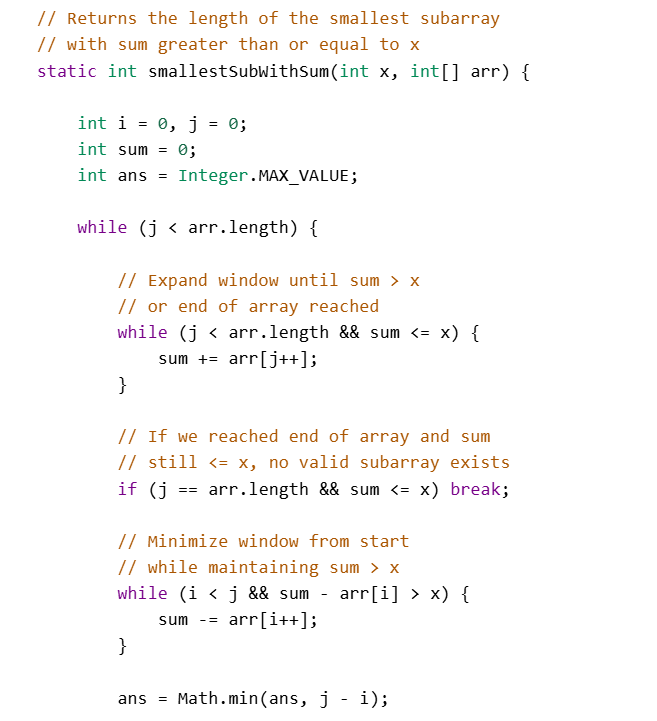 // Returns the length of the smallest subarray
// with sum greater than or equal to x
static int smallestSubWithSum(int x, int[] arr) {
int i = 0, j = 0;
int sum = 0;
int ans = Integer.MAX_VALUE;
while (j < arr.length) {
// Expand window until sum > x
// or end of array reached
while (j < arr.length && sum <= x) {
sum += arr[j++];
}
// If we reached end of array and sum
// still <= x, no valid subarray exists
if (j == arr.length && sum <= x) break;
// Minimize window from start
// while maintaining sum > x
while (i < j && sum - arr[i] > x) {
sum -= arr[i++];
}
ans = Math.min(ans, j - i);